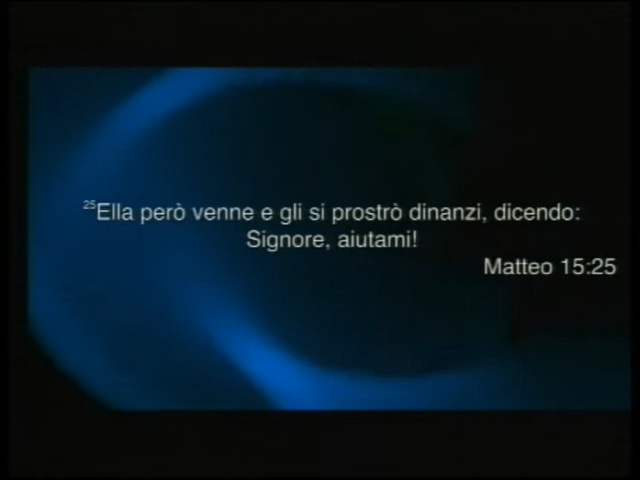 25Ella però venne e gli si prostrò dinanzi, dicendo:
Signore, aiutami!
Matteo 15:25